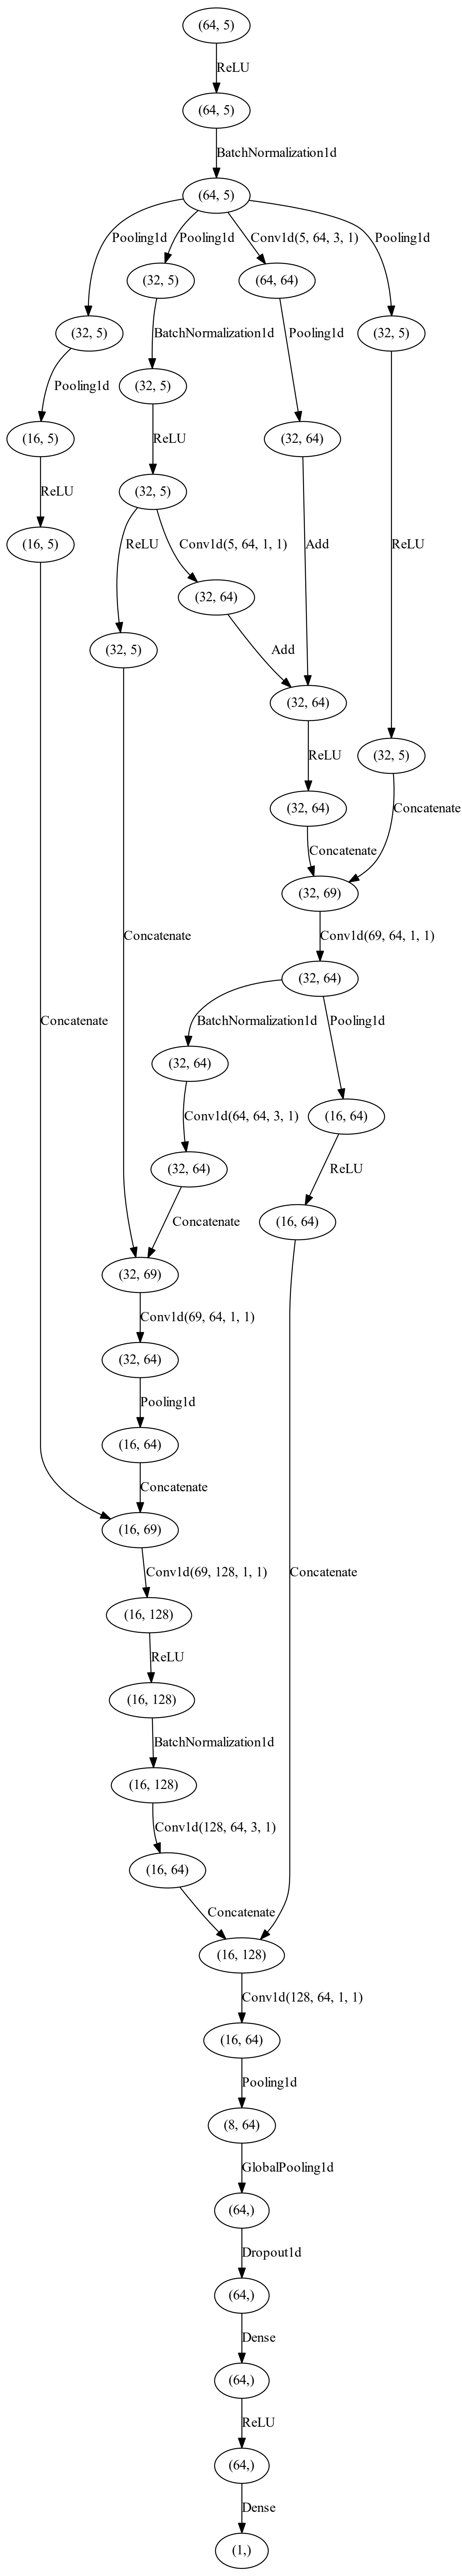 (64, 5)
ReLU
(64, 5)
BatchNormalization1d
(64, 5)
Pooling1d Pooling1d Conv1d(5, 64, 3, 1) Pooling1d
(32, 5) (64, 64)
(32, 5) (32, 5)
BatchNormalization1d Pooling1d
Pooling1d
(32, 5)
(16, 5) (32, 64)
ReLU
ReLU (32, 5)
(16, 5) ReLU Conv1d(5, 64, 1, 1) Add ReLU
(32, 64)
(32, 5) Add
(32, 64)
ReLU (32, 5)
(32, 64) Concatenate
Concatenate
(32, 69)
Concatenate Conv1d(69, 64, 1, 1)
(32, 64)
Concatenate BatchNormalization1d Pooling1d
(32, 64)
Conv1d(64, 64, 3, 1) (16, 64)
(32, 64) ReLU
Concatenate (16, 64)
(32, 69)
Conv1d(69, 64, 1, 1)
(32, 64)
Pooling1d
(16, 64)
Concatenate
(16, 69)
Conv1d(69, 128, 1, 1) Concatenate
(16, 128)
ReLU
(16, 128)
BatchNormalization1d
(16, 128)
Conv1d(128, 64, 3, 1)
(16, 64)
Concatenate
(16, 128)
Conv1d(128, 64, 1, 1)
(16, 64)
Pooling1d
(8, 64)
GlobalPooling1d
(64,)
Dropout1d
(64,)
Dense
(64,)
ReLU
(64,)
Dense
(1,)